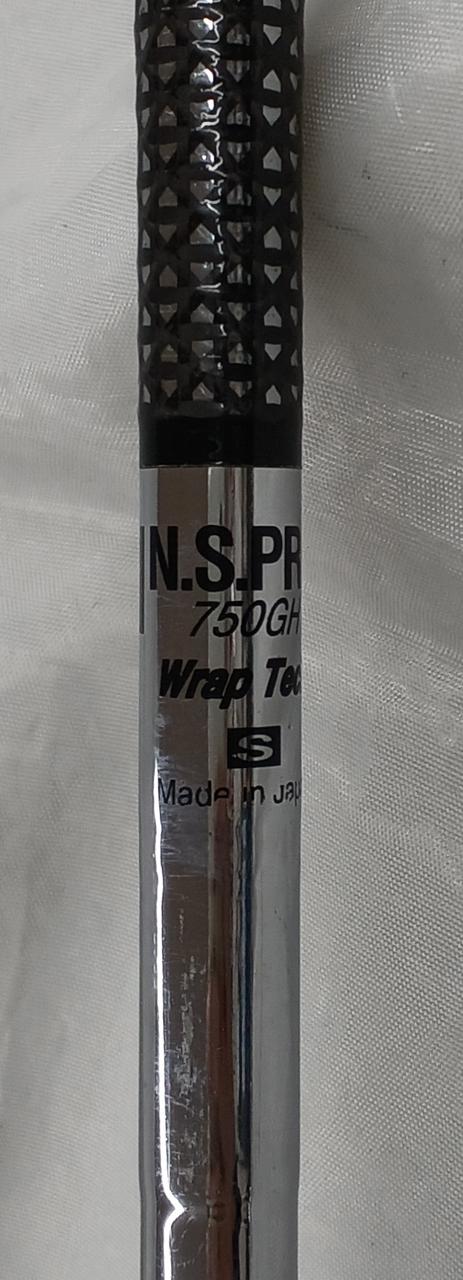 N.S.PR
750GH
Wrap Tec
S
Made in Jap